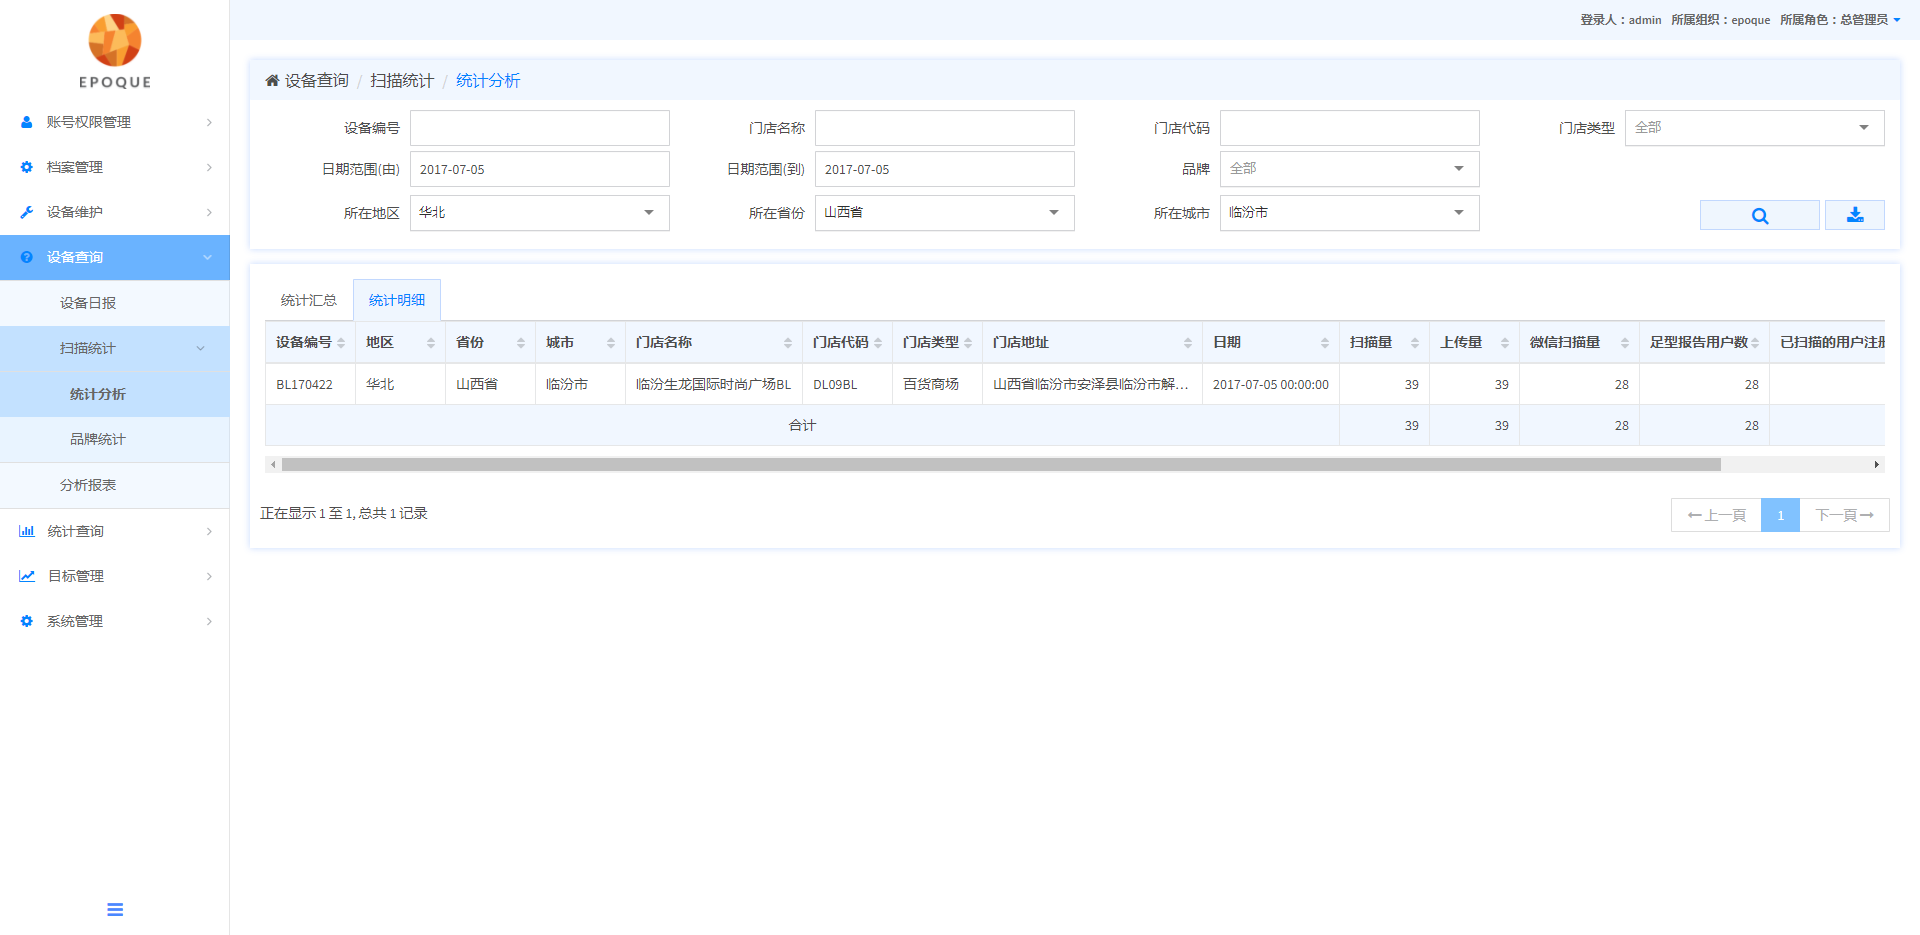 EPOQUE
登录人：admin 所属组织：epoque 所属角色：总管理员
账号权限管理
档案管理
设备维护
设备查询
设备日报
扫描统计
统计分析
品牌统计
分析报表
统计查询
目标管理
系统管理
设备查询 / 扫描统计 / 统计分析
设备编号 门店名称 门店代码 门店类型 全部
日期范围(由) 2017-07-05 日期范围(到) 2017-07-05 品牌 全部
所在地区 华北 所在省份 山西省 所在城市 临汾市
统计汇总 统计明细
设备编号 地区 省份 城市 门店名称 门店代码 门店类型 门店地址 日期 扫描量 上传量 微信扫描量 足型报告用户数 已扫描的用户注
BL170422 华北 山西省 临汾市 临汾生龙国际时尚广场BL DL09BL 百货商场 山西省临汾市安泽县临汾市解... 2017-07-05 00:00:00 39 39 28 28
合计 39 39 28 28
正在显示 1 至 1, 总共 1 记录
上一頁 1 下一頁